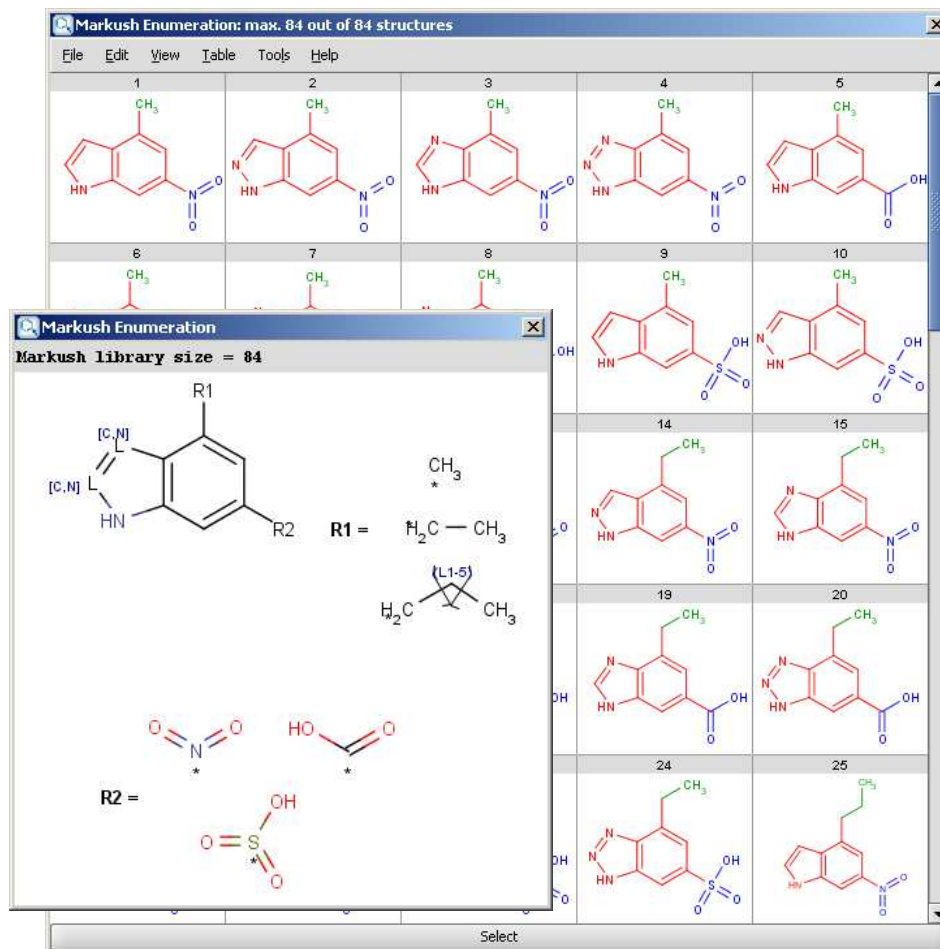 Markush Enumeration: max. 84 out of 84 structures
File Edit View Table Tools Help
1 2 3 4 5
CH3 CH3 CH3 CH3 CH3
N N N
N N OH
HN N O HN N O HN N O HN N O HN
O O O O O
6 7 8 9 10
CH3 CH3 CH3 CH3 CH3
OH N OH
OH HN S O HN S O
O O
14 15
CH3 CH3
N N
HN N O HN N O
O O
19 20
CH3 CH3
N N
N
HN OH HN OH
O O
24 25
CH3 CH3
N
N OH
HN S O HN N O
O O
Markush Enumeration
Markush library size = 84
R1
[C,N]
L
[C,N] L
HN R2
R1 =
CH3
*
*
H2C CH3
(L1-5)
H2C CH3
*
R2 =
O N O
*
HO O
*
OH
O S
*
O
Select